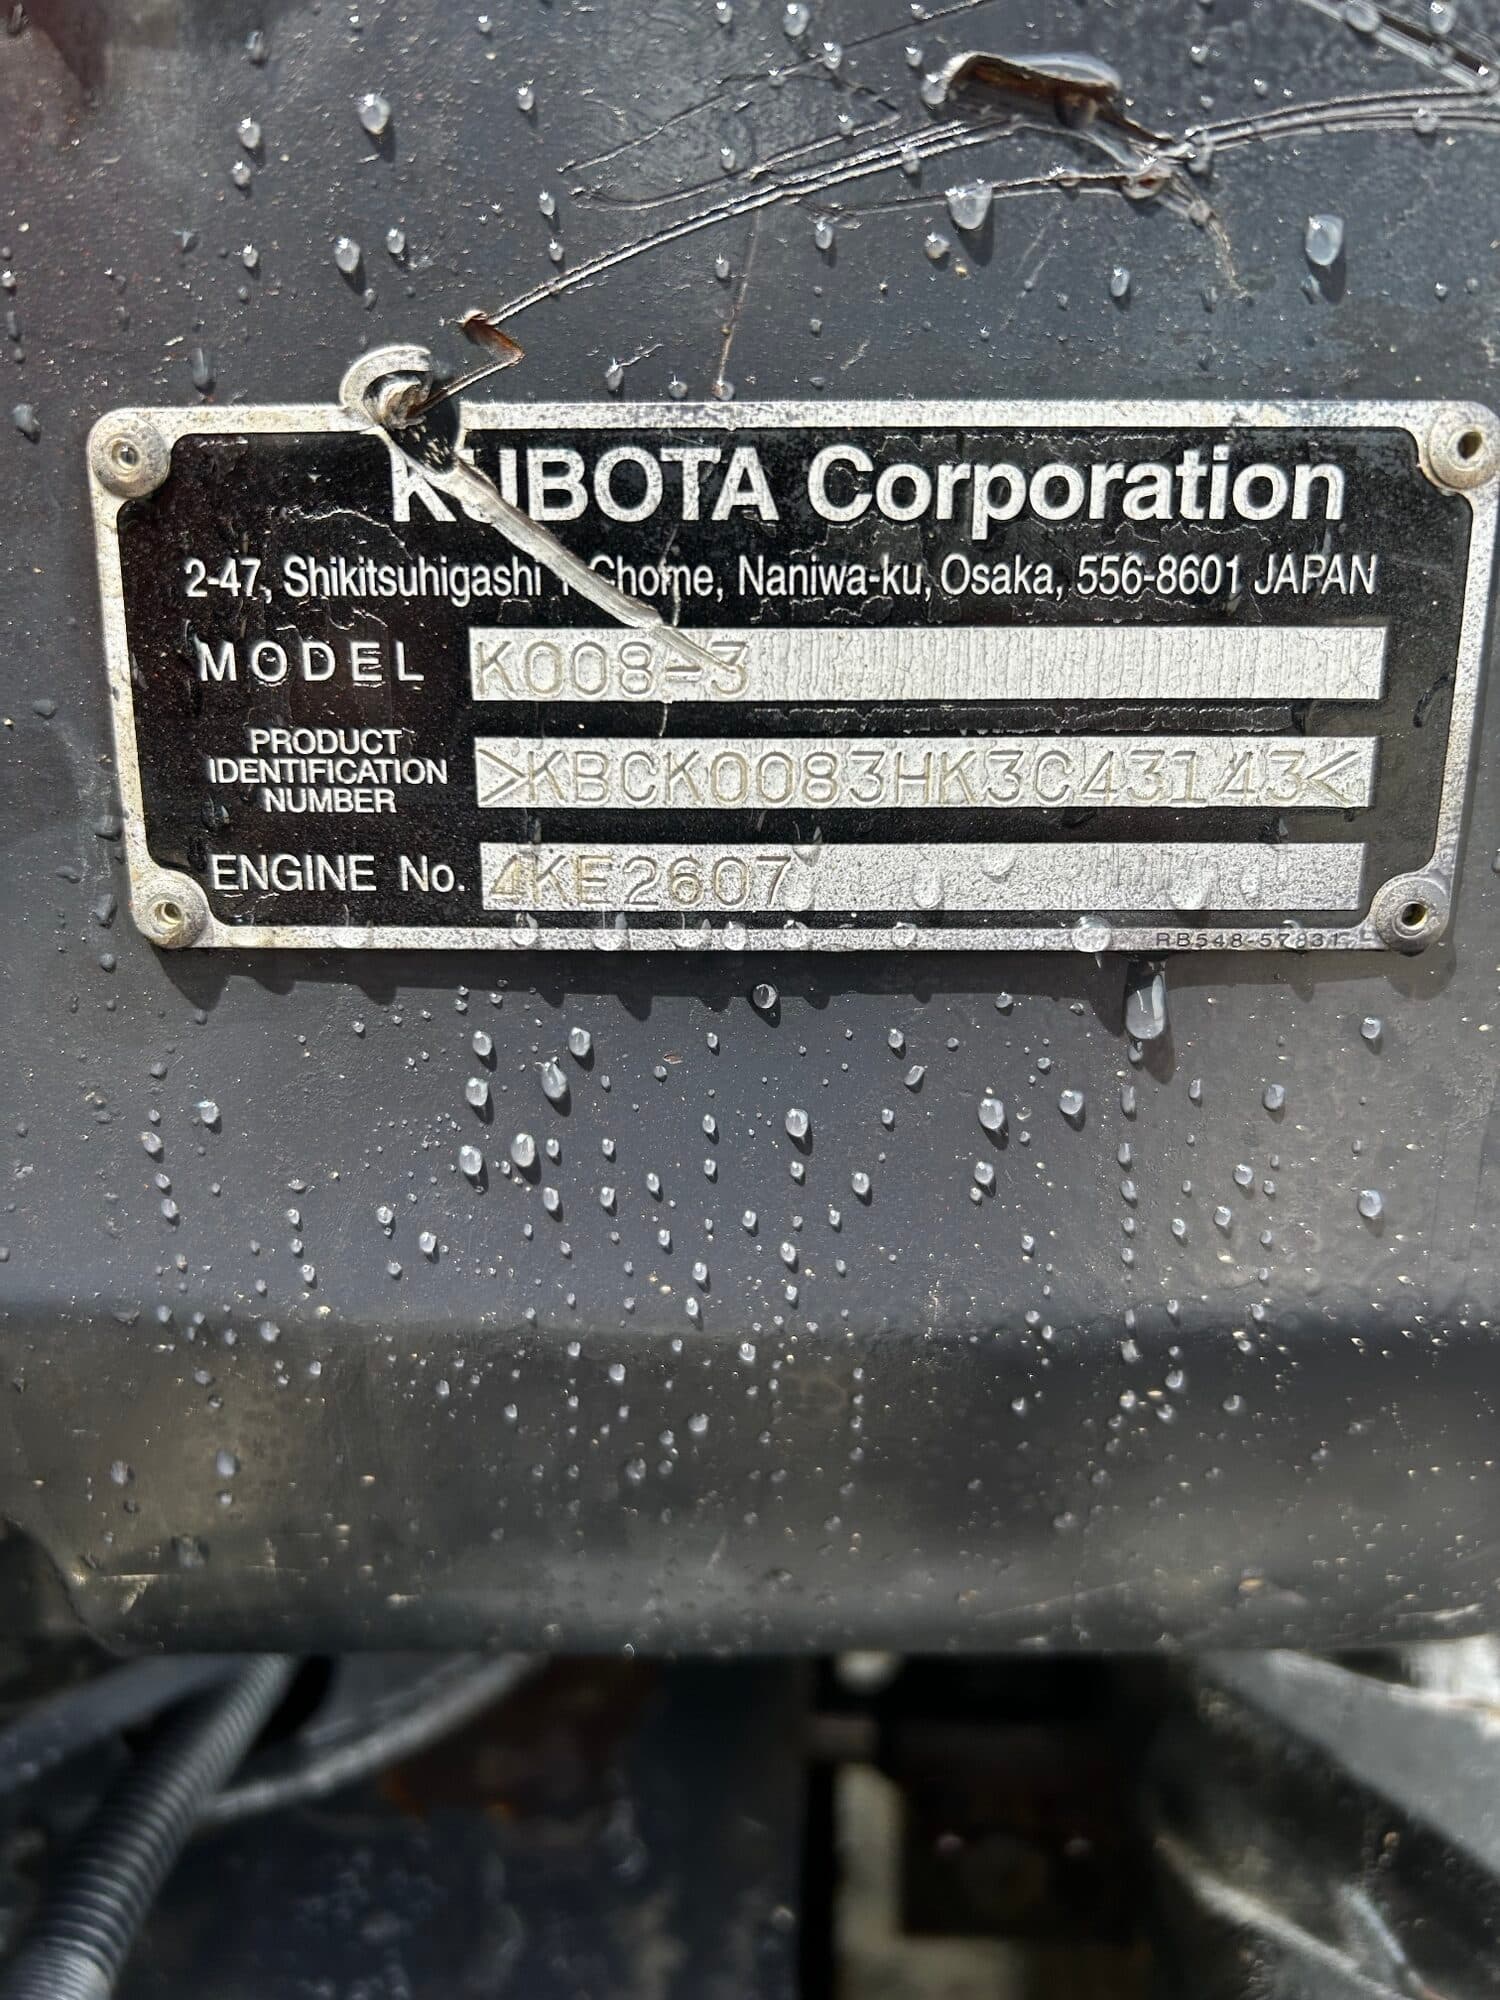 KUBOTA Corporation
2-47, Shikitsuhigashi 1-Chome, Naniwa-ku, Osaka, 556-8601 JAPAN
MODEL K008-3
PRODUCT
IDENTIFICATION
NUMBER
>KBCK0083HK3C43143<
ENGINE No. 4KE2607
RB548-5783